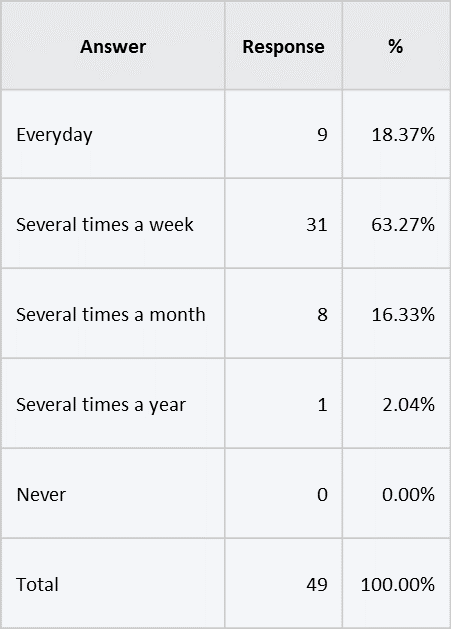 Answer Response %
Everyday 9 18.37%
Several times a week 31 63.27%
Several times a month 8 16.33%
Several times a year 1 2.04%
Never 0 0.00%
Total 49 100.00%